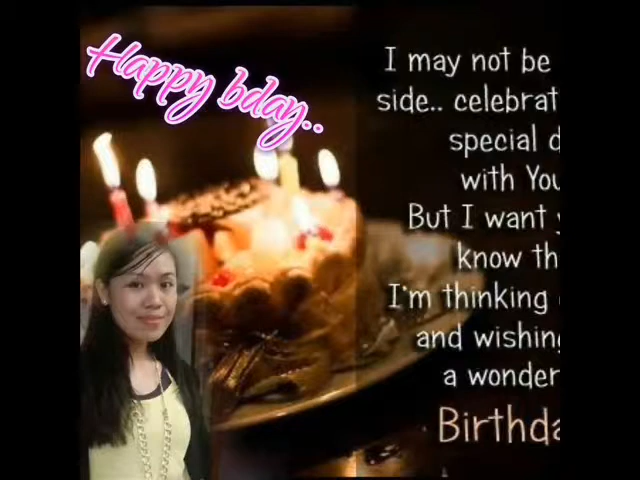 Happy bday..
I may not be
side.. celebrat
special d
with You
But I want
know th
I'm thinking
and wishing
a wonder
Birthda